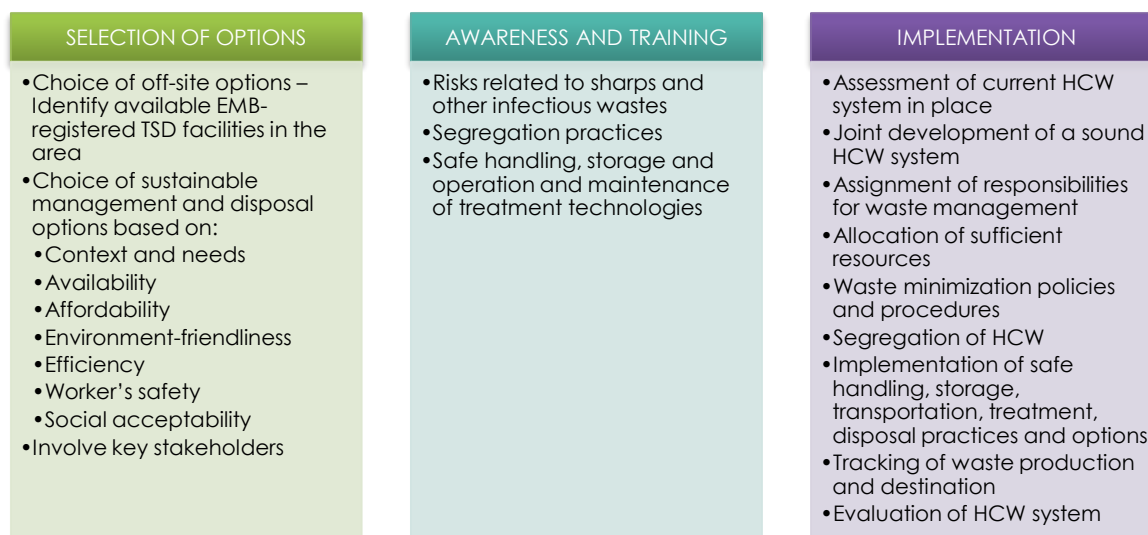 SELECTION OF OPTIONS
•Choice of off-site options –
Identify available EMB-
registered TSD facilities in the
area
•Choice of sustainable
management and disposal
options based on:
•Context and needs
•Availability
•Affordability
•Environment-friendliness
•Efficiency
•Worker’s safety
•Social acceptability
•Involve key stakeholders
AWARENESS AND TRAINING
•Risks related to sharps and
other infectious wastes
•Segregation practices
•Safe handling, storage and
operation and maintenance
of treatment technologies
IMPLEMENTATION
•Assessment of current HCW
system in place
•Joint development of a sound
HCW system
•Assignment of responsibilities
for waste management
•Allocation of sufficient
resources
•Waste minimization policies
and procedures
•Segregation of HCW
•Implementation of safe
handling, storage,
transportation, treatment,
disposal practices and options
•Tracking of waste production
and destination
•Evaluation of HCW system